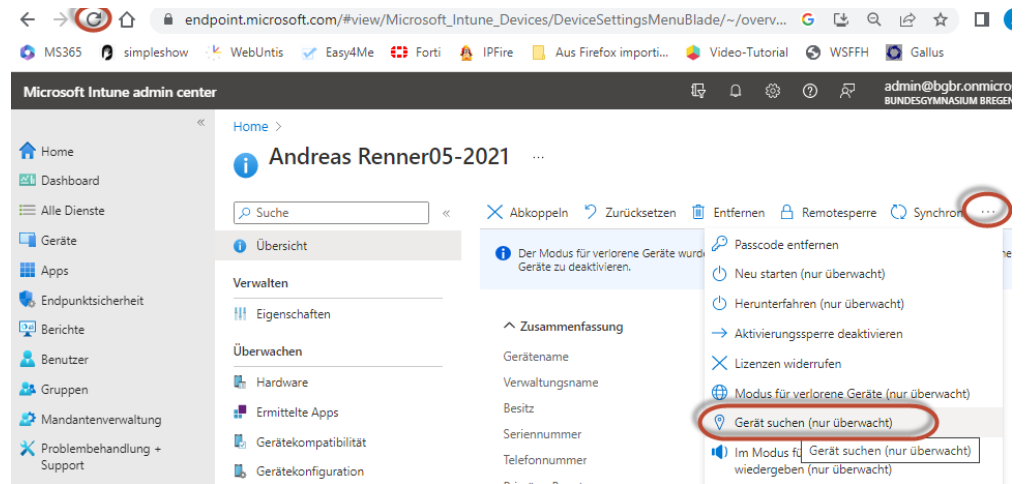 endpoint.microsoft.com/#view/Microsoft_Intune_Devices/DeviceSettingsMenuBlade/~/overv...
MS365 simpleshow WebUntis Easy4Me Forti IPFire Aus Firefox importi... Video-Tutorial WSFFH Gallus
Microsoft Intune admin center
admin@bgbr.onmicro
BUNDESGYMNASIUM BREGEN
Home >
Andreas Renner05-2021 ...
Home
Dashboard
Alle Dienste
Geräte
Apps
Endpunktsicherheit
Berichte
Benutzer
Gruppen
Mandantenverwaltung
Problembehandlung +
Support
Suche
Übersicht
Verwalten
Eigenschaften
Überwachen
Hardware
Ermittelte Apps
Gerätekompatibilität
Gerätekonfiguration
Abkoppeln Zurücksetzen Entfernen Remotesperre Synchron ...
Der Modus für verlorene Geräte wurd
Geräte zu deaktivieren.
Zusammenfassung
Gerätename
Verwaltungsname
Besitz
Seriennummer
Telefonnummer
Passcode entfernen
Neu starten (nur überwacht)
Herunterfahren (nur überwacht)
Aktivierungssperre deaktivieren
Lizenzen widerrufen
Modus für verlorene Geräte (nur überwacht)
Gerät suchen (nur überwacht)
Im Modus fü
Gerät suchen (nur überwacht)
wiedergeben (nur überwacht)